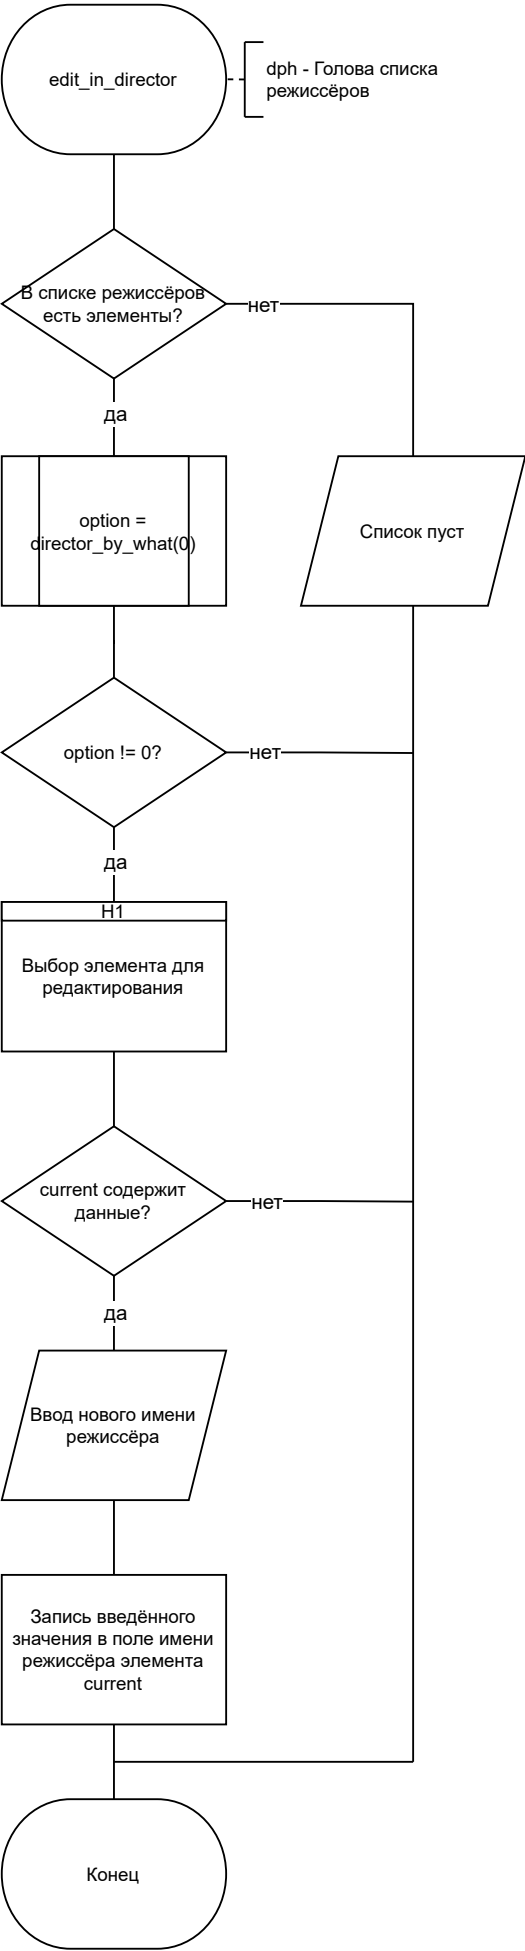 edit_in_director
dph - Голова списка
режиссёров
В списке режиссёров
есть элементы?
нет
да
option =
director_by_what(0)
Список пуст
option != 0?
нет
да
H1
Выбор элемента для
редактирования
current содержит
данные?
нет
да
Ввод нового имени
режиссёра
Запись введённого
значения в поле имени
режиссёра элемента
current
Конец